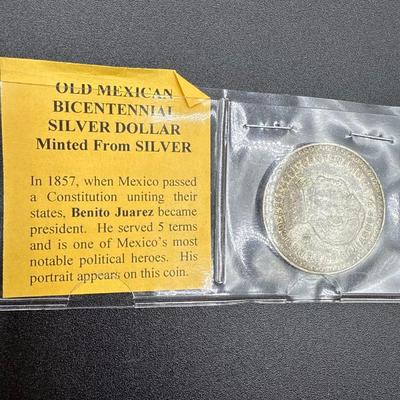 OLD MEXICAN
BICENTENNIAL
SILVER DOLLAR
Minted From SILVER
In 1857, when Mexico passed
a Constitution uniting their
states, Benito Juarez became
president. He served 5 terms
and is one of Mexico's most
notable political heroes. His
portrait appears on this coin.